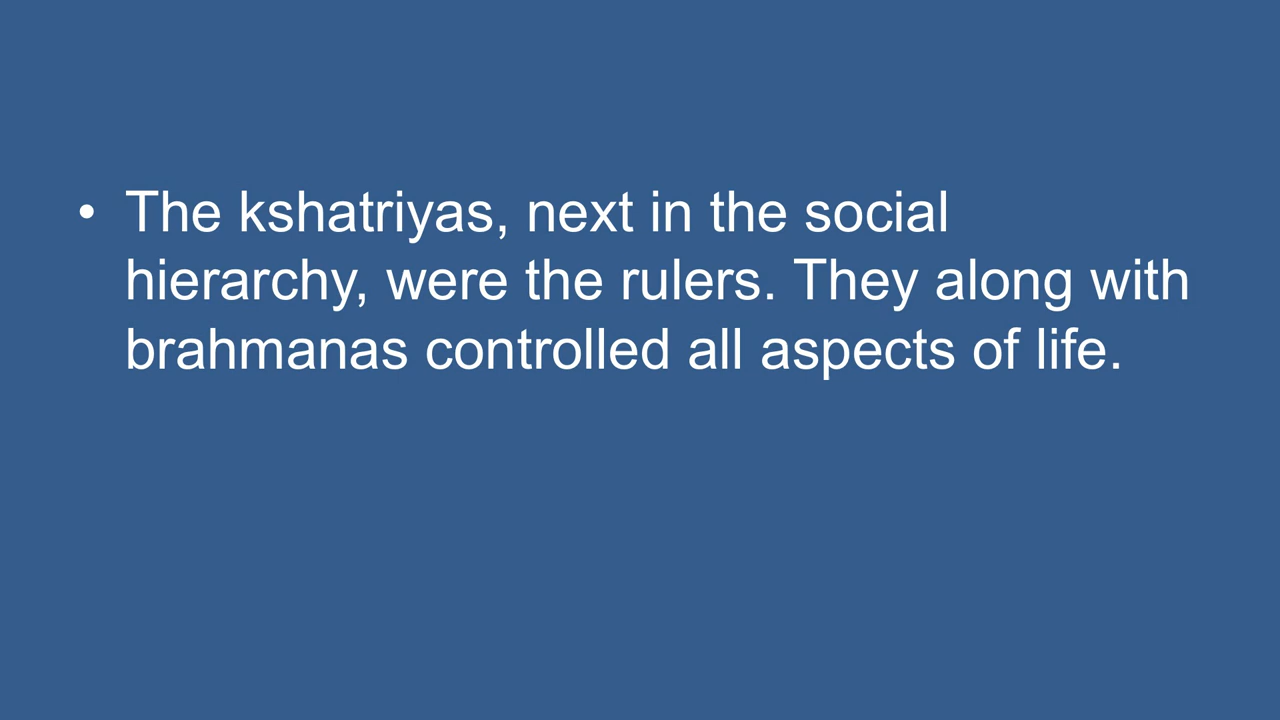 • The kshatriyas, next in the social
hierarchy, were the rulers. They along with
brahmanas controlled all aspects of life.